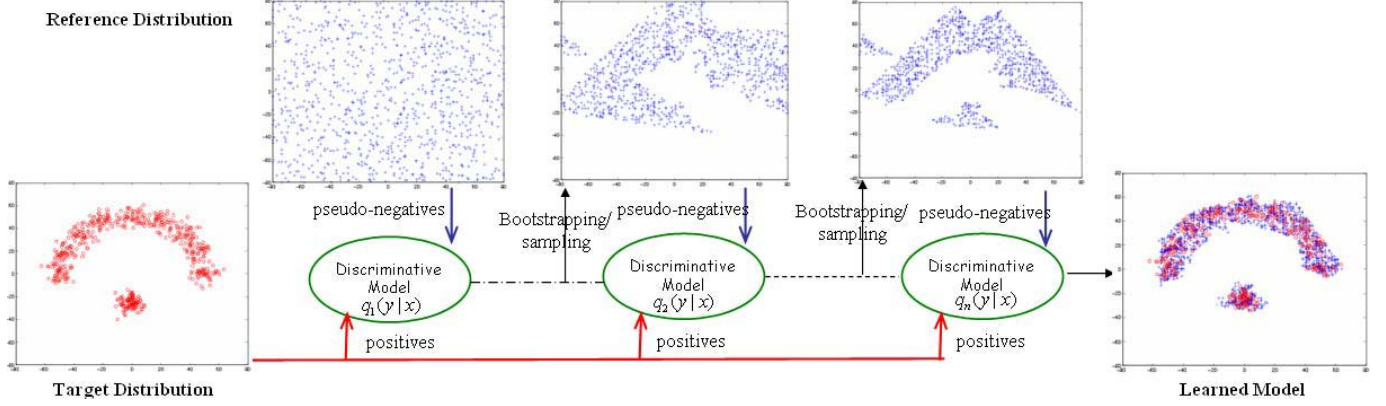 Reference Distribution
pseudo-negatives
Bootstrapping/
sampling
pseudo-negatives
Bootstrapping/
sampling
pseudo-negatives
Discriminative
Model
q₁(y|x)
Discriminative
Model
q₂(y|x)
Discriminative
Model
qₙ(y|x)
positives
positives
positives
Target Distribution
Learned Model